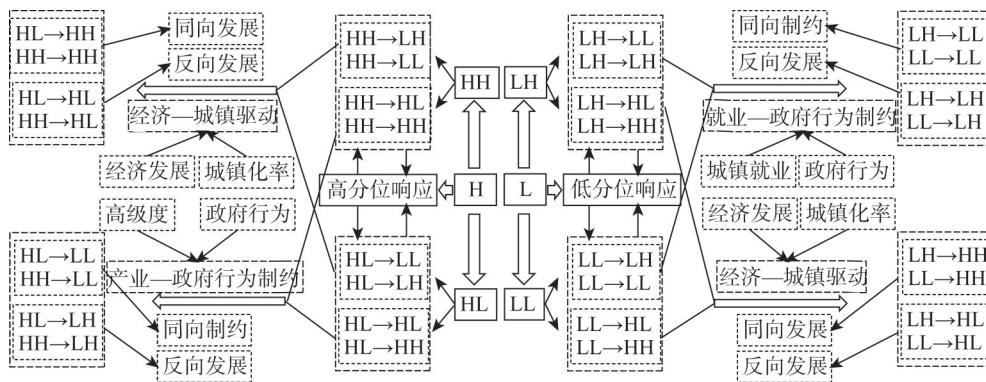 HL→HH
HH→HH
HL→HL
HH→HL
同向发展
反向发展
经济—城镇驱动
经济发展
城镇化率
高级度
政府行为
产业—政府行为制约
HL→LL
HH→LL
HL→LH
HH→LH
同向制约
反向发展
HH→LH
HH→LL
HH→HL
HH→HH
高分位响应
HL→LL
HL→LH
HL→HL
HL→HH
HH
H
HL
LH
L
LL
LH→LL
LH→LH
LH→HL
LH→HH
低分位响应
LL→LH
LL→LL
LL→HL
LL→HH
同向制约
反向发展
就业—政府行为制约
城镇就业
政府行为
经济发展
城镇化率
经济—城镇驱动
同向发展
反向发展
LH→LL
LL→LL
LH→LH
LL→LH
LH→HH
LL→HH
LH→HL
LL→HL